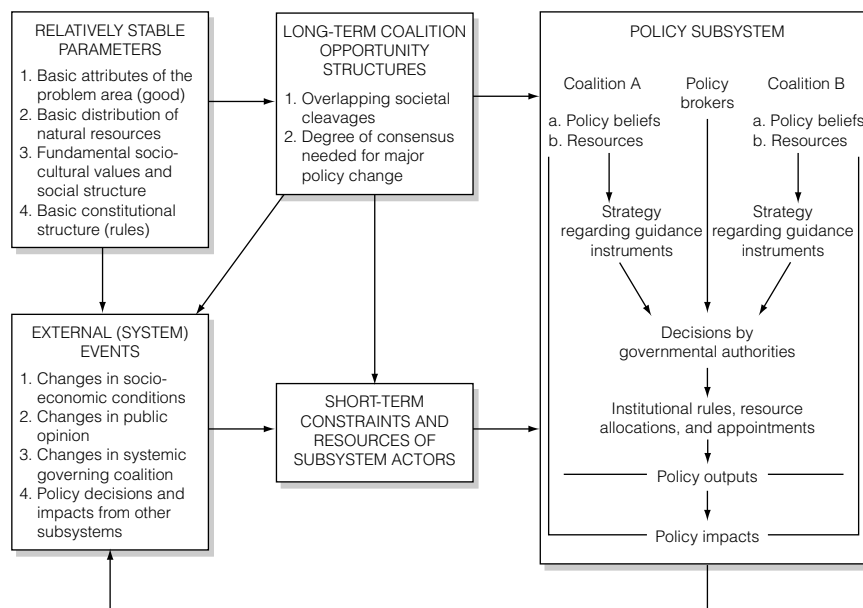 RELATIVELY STABLE
PARAMETERS
1. Basic attributes of the
problem area (good)
2. Basic distribution of
natural resources
3. Fundamental socio-
cultural values and
social structure
4. Basic constitutional
structure (rules)
LONG-TERM COALITION
OPPORTUNITY
STRUCTURES
1. Overlapping societal
cleavages
2. Degree of consensus
needed for major
policy change
POLICY SUBSYSTEM
Coalition A
a. Policy beliefs
b. Resources
Policy
brokers
Coalition B
a. Policy beliefs
b. Resources
Strategy
regarding guidance
instruments
Strategy
regarding guidance
instruments
Decisions by
governmental authorities
Institutional rules, resource
allocations, and appointments
Policy outputs
Policy impacts
EXTERNAL (SYSTEM)
EVENTS
1. Changes in socio-
economic conditions
2. Changes in public
opinion
3. Changes in systemic
governing coalition
4. Policy decisions and
impacts from other
subsystems
SHORT-TERM
CONSTRAINTS AND
RESOURCES OF
SUBSYSTEM ACTORS